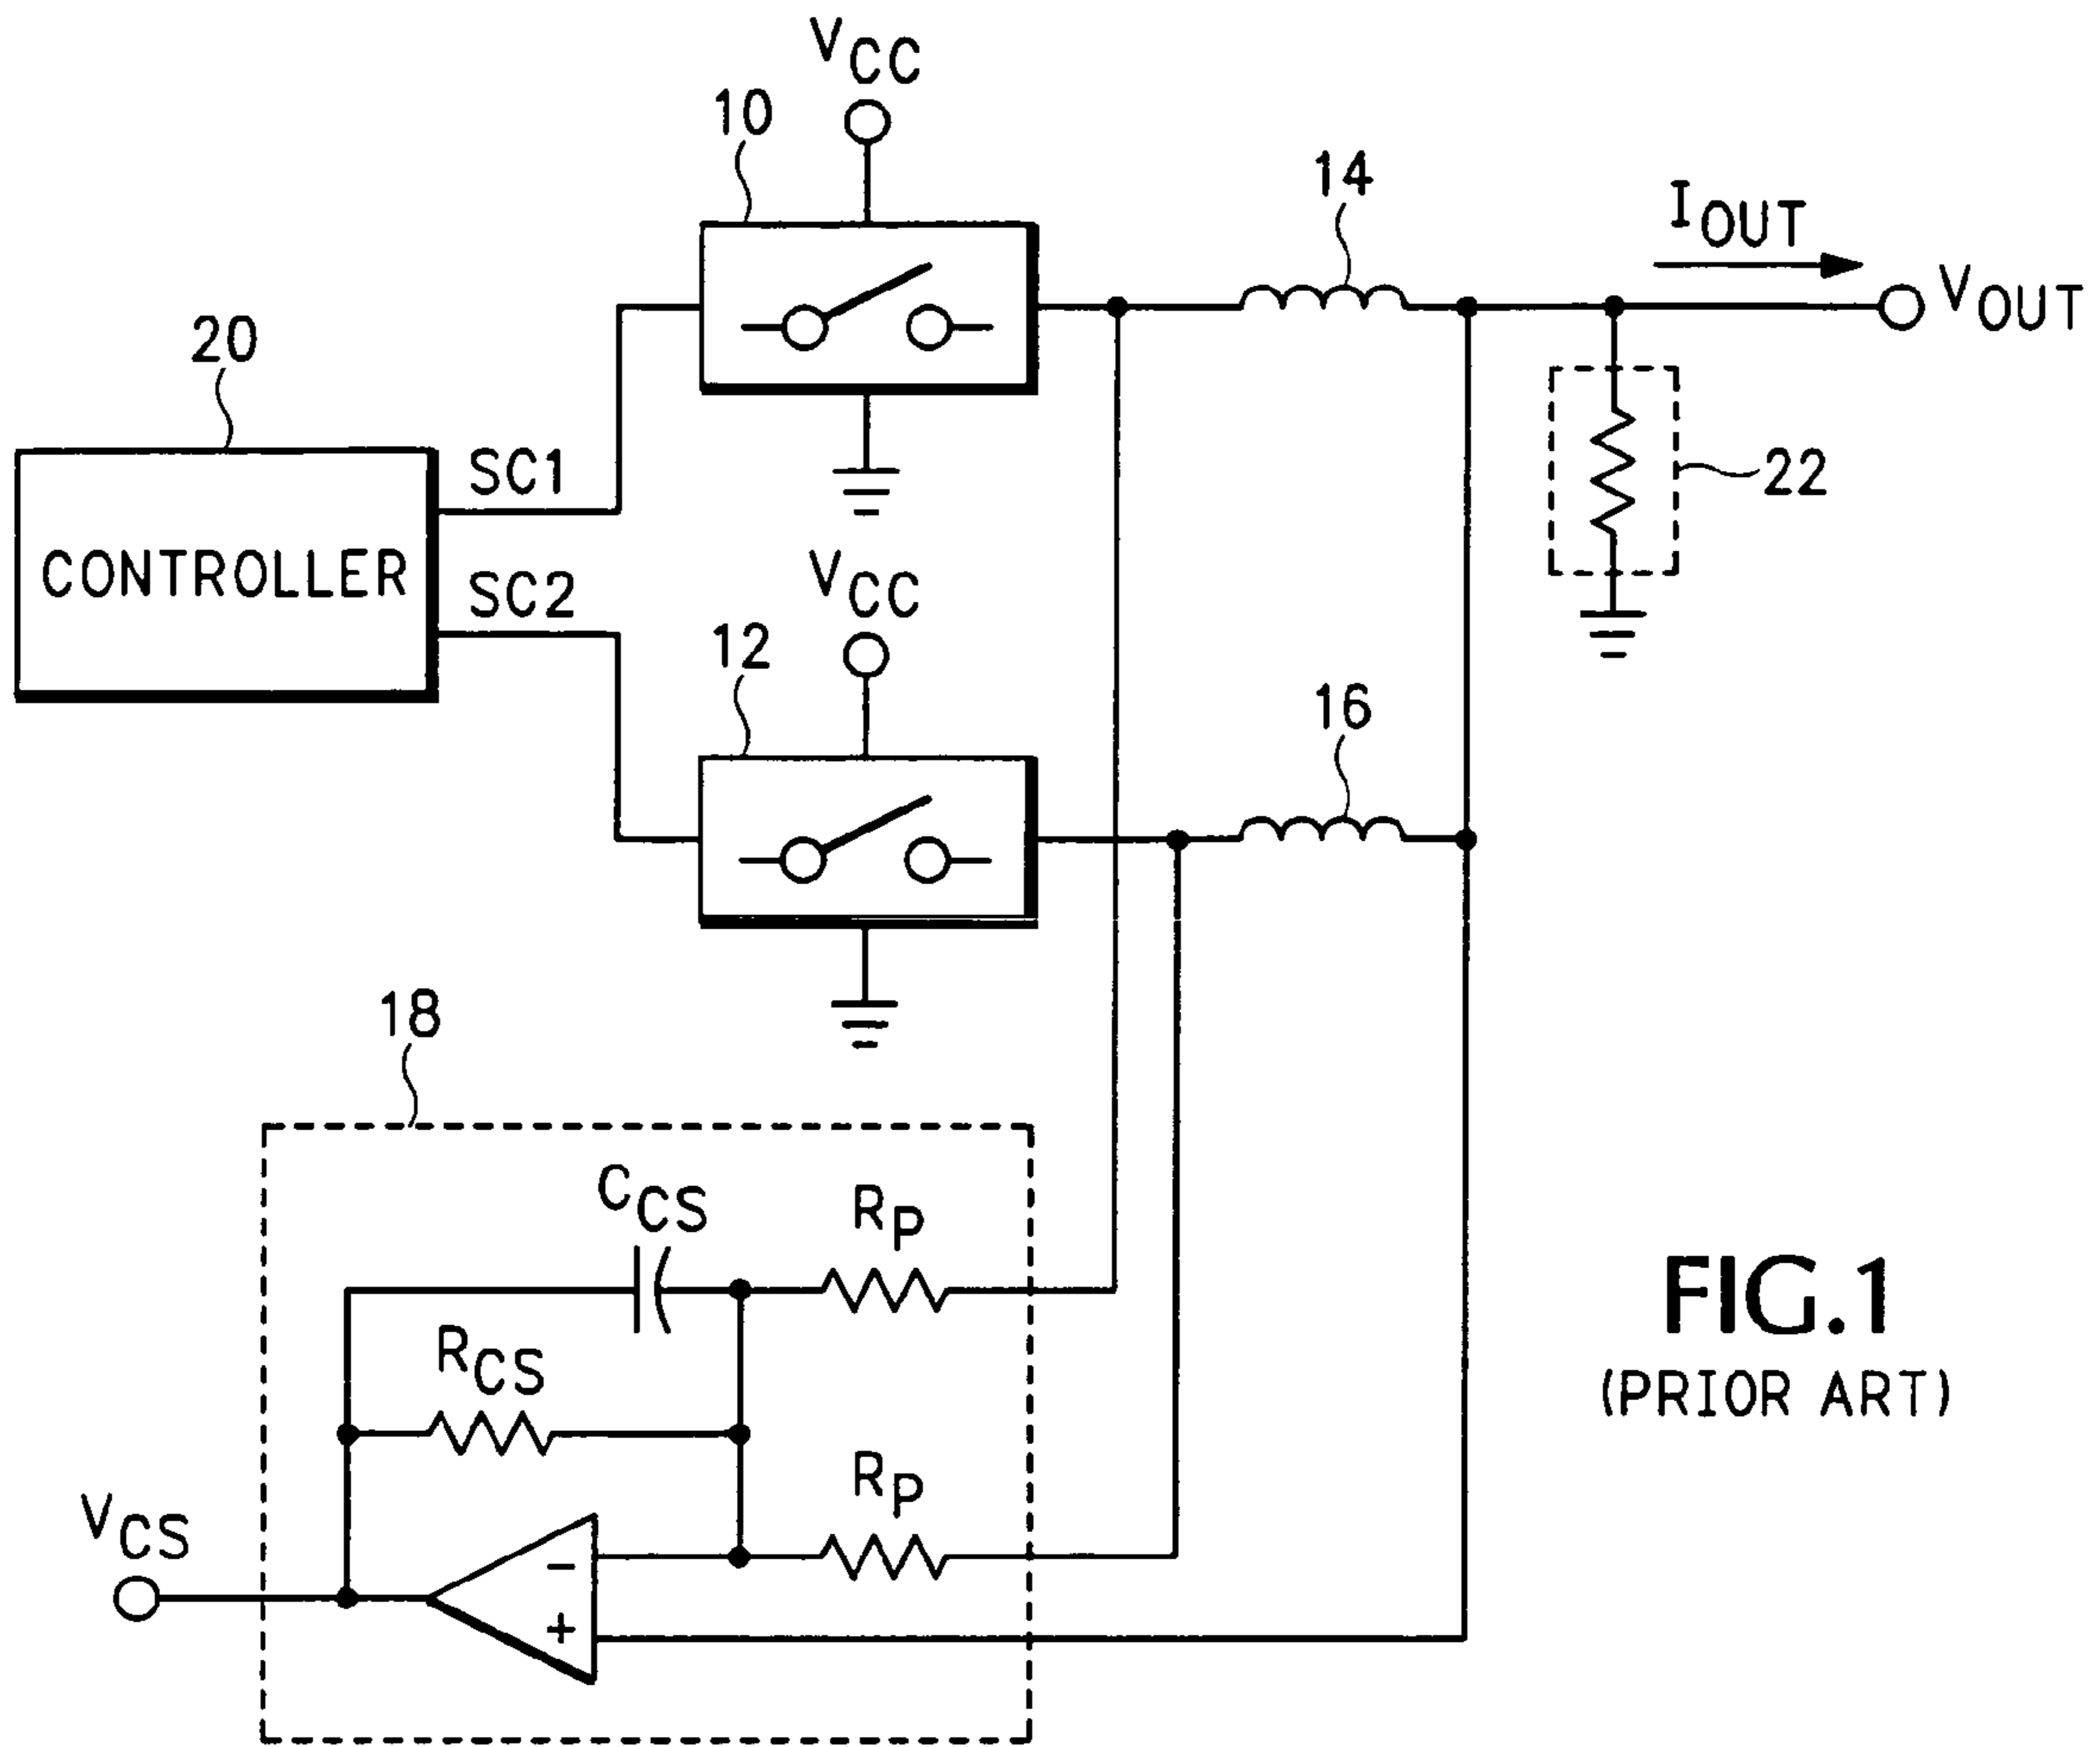 VCC
10
14
IOUT
VOUT
20
SC1
22
CONTROLLER
SC2
VCC
12
16
18
CCS
RP
RCS
RP
VCS
-
+
FIG.1
(PRIOR ART)